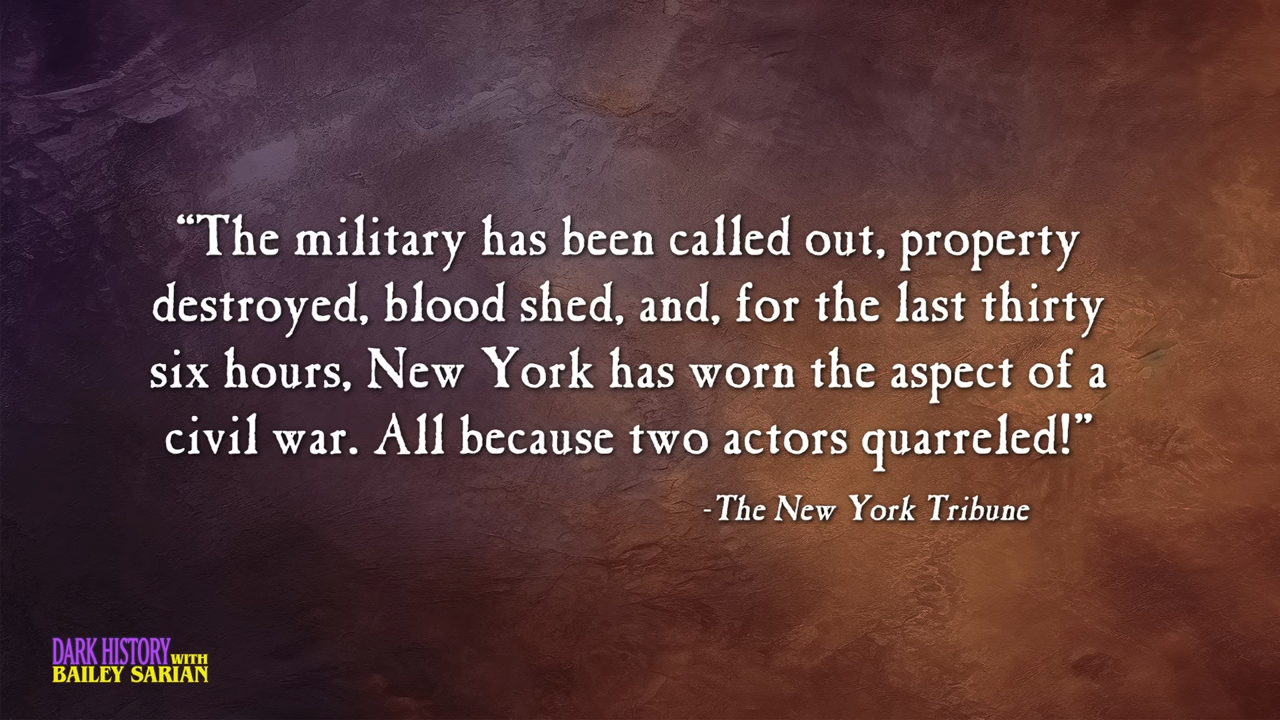 “The military has been called out, property
destroyed, blood shed, and, for the last thirty
six hours, New York has worn the aspect of a
civil war. All because two actors quarreled!”
-The New York Tribune
DARK HISTORY WITH
BAILEY SARIAN